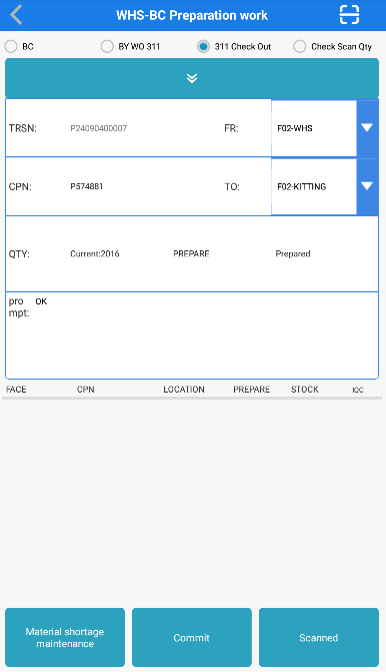 WHS-BC Preparation work
BC BY WO 311 311 Check Out Check Scan Qty
TRSN: P24090400007 FR: F02-WHS
CPN: P574881 TO: F02-KITTING
QTY: Current:2016 PREPARE Prepared
pro OK
mpt:
FACE CPN LOCATION PREPARE STOCK IQC
Material shortage
maintenance
Commit
Scanned